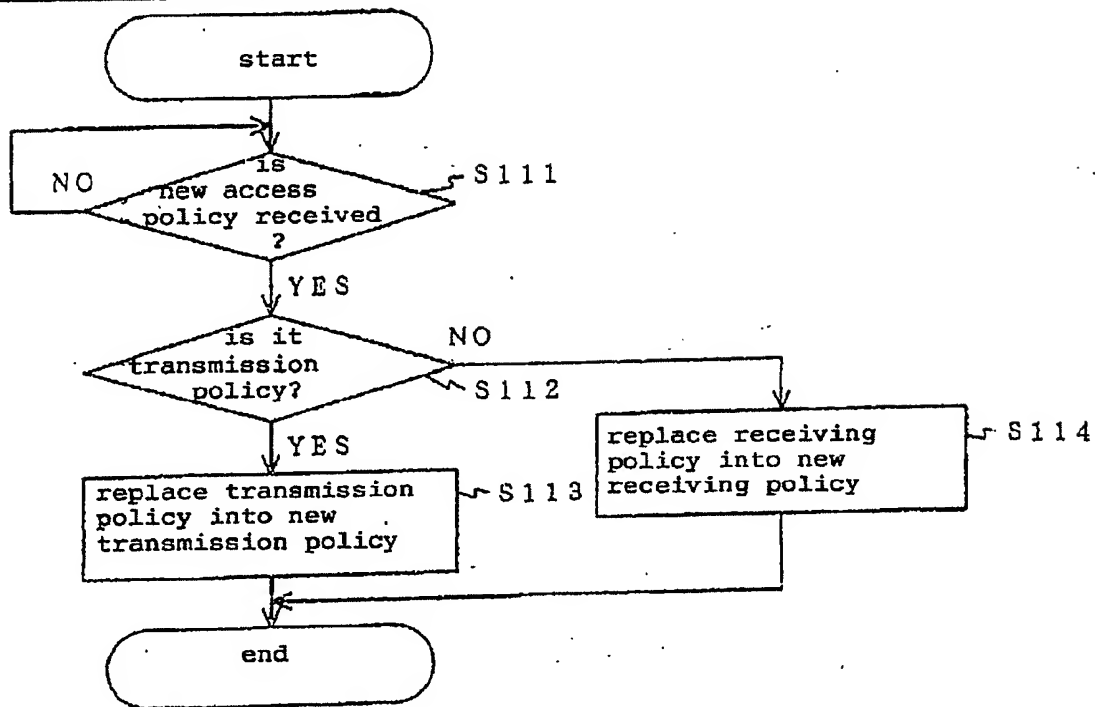 start
is
new access
policy received
?
NO
S111
YES
is it
transmission
policy?
NO
S112
YES
replace transmission
policy into new
transmission policy
S113
replace receiving
policy into new
receiving policy
S114
end